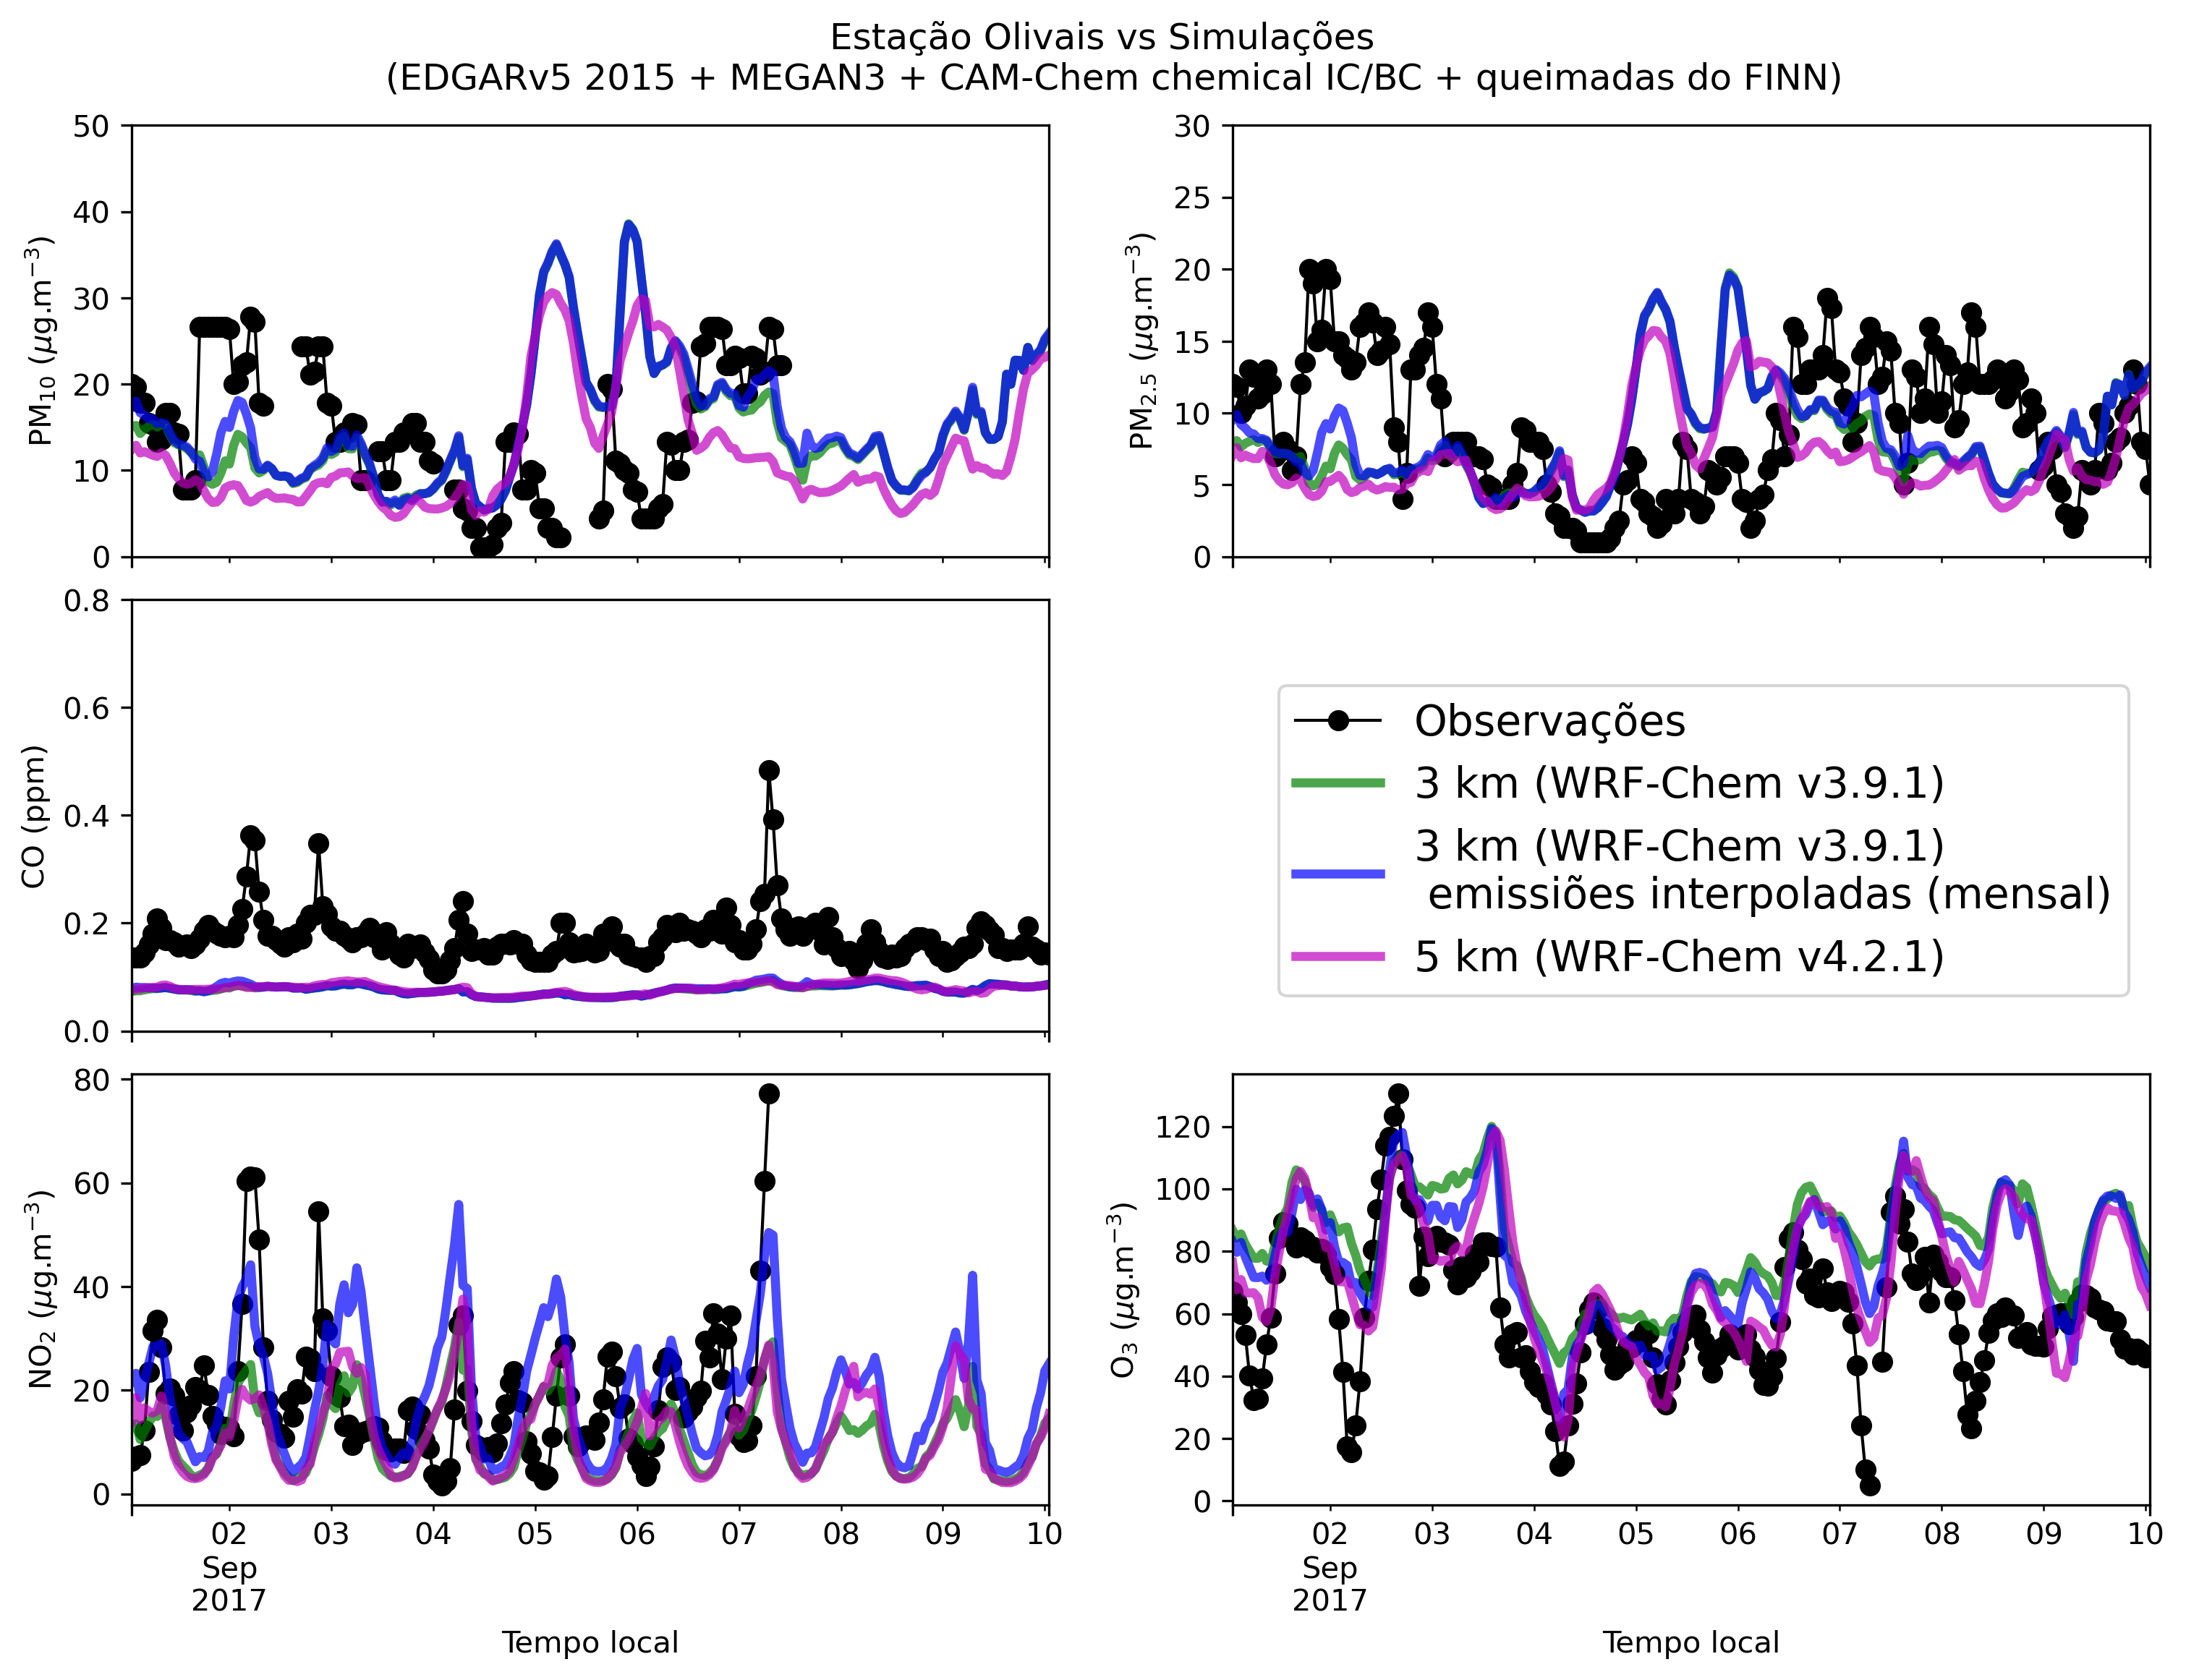 Estação Olivais vs Simulações
(EDGARv5 2015 + MEGAN3 + CAM-Chem chemical IC/BC + queimadas do FINN)
50
40
30
20
10
0
PM₁₀ (μg.m⁻³)
30
25
20
15
10
5
0
PM₂.₅ (μg.m⁻³)
0.8
0.6
0.4
0.2
0.0
CO (ppm)
Observações
3 km (WRF-Chem v3.9.1)
3 km (WRF-Chem v3.9.1)
emissiões interpoladas (mensal)
5 km (WRF-Chem v4.2.1)
80
60
40
20
0
NO₂ (μg.m⁻³)
02 03 04 05 06 07 08 09 10
Sep
2017
Tempo local
120
100
80
60
40
20
0
O₃ (μg.m⁻³)
02 03 04 05 06 07 08 09 10
Sep
2017
Tempo local